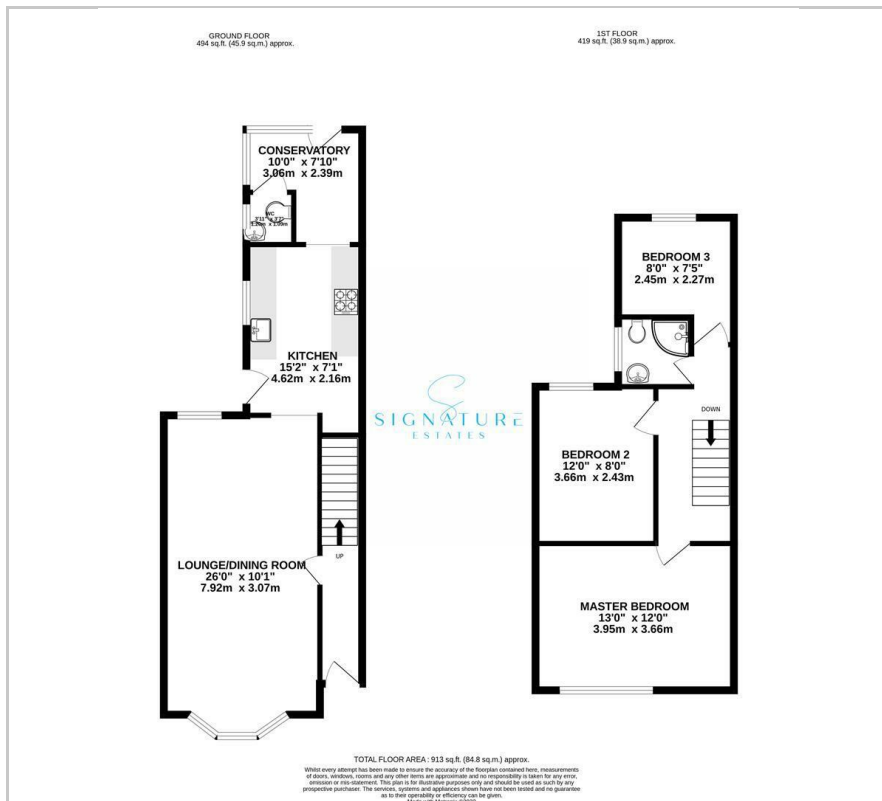 GROUND FLOOR
494 sq.ft. (45.9 sq.m.) approx.
1ST FLOOR
419 sq.ft. (38.9 sq.m.) approx.
CONSERVATORY
10'0" x 7'10"
3.06m x 2.39m
WC
KITCHEN
15'2" x 7'1"
4.62m x 2.16m
LOUNGE/DINING ROOM
26'0" x 10'1"
7.92m x 3.07m
UP
SIGNATURE
ESTATES
BEDROOM 3
8'0" x 7'5"
2.45m x 2.27m
DOWN
BEDROOM 2
12'0" x 8'0"
3.66m x 2.43m
MASTER BEDROOM
13'0" x 12'0"
3.95m x 3.66m
TOTAL FLOOR AREA : 913 sq.ft. (84.8 sq.m.) approx.
Whilst every attempt has been made to ensure the accuracy of the floorplan contained here, measurements
of doors, windows, rooms and any other items are approximate and no responsibility is taken for any error,
omission or mis-statement. This plan is for illustrative purposes only and should be used as such by any
prospective purchaser. The services, systems and appliances shown have not been tested and no guarantee
as to their operability or efficiency can be given.